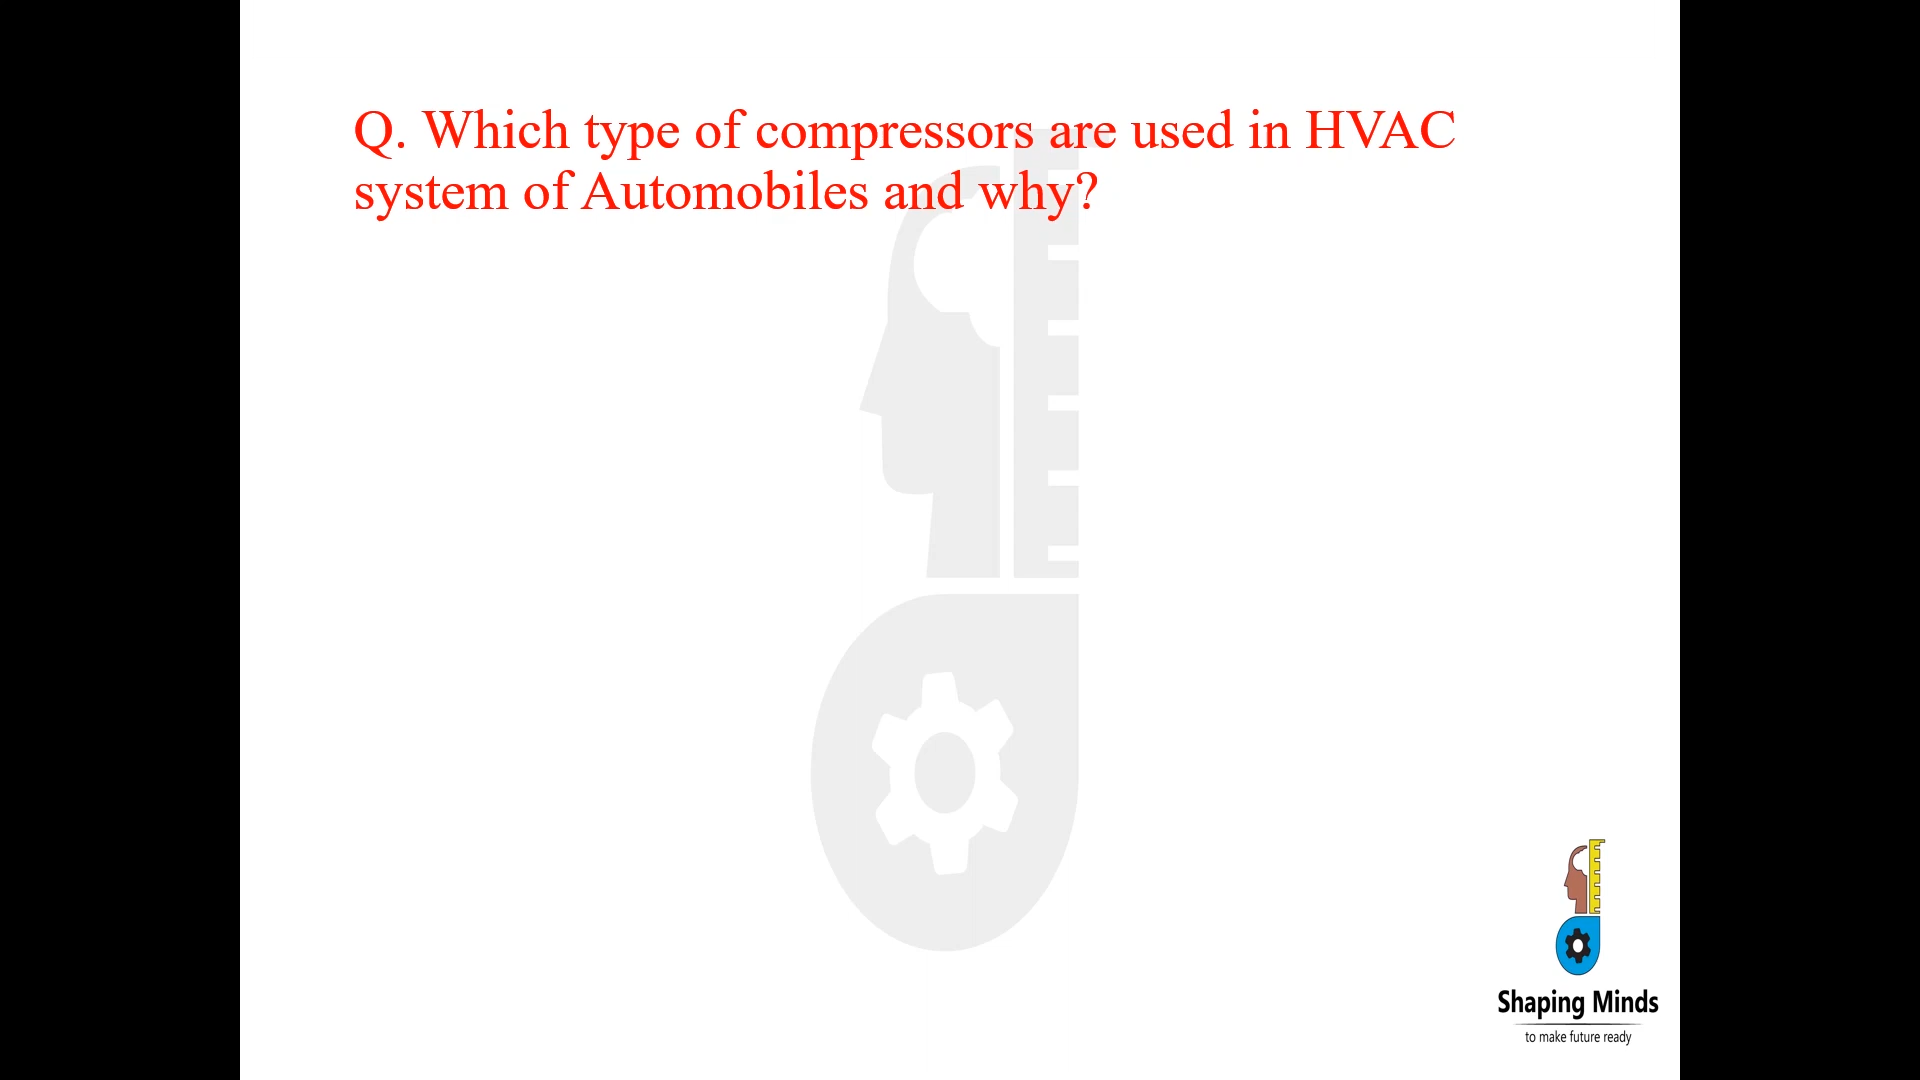 Q. Which type of compressors are used in HVAC
system of Automobiles and why?
Shaping Minds
to make future ready